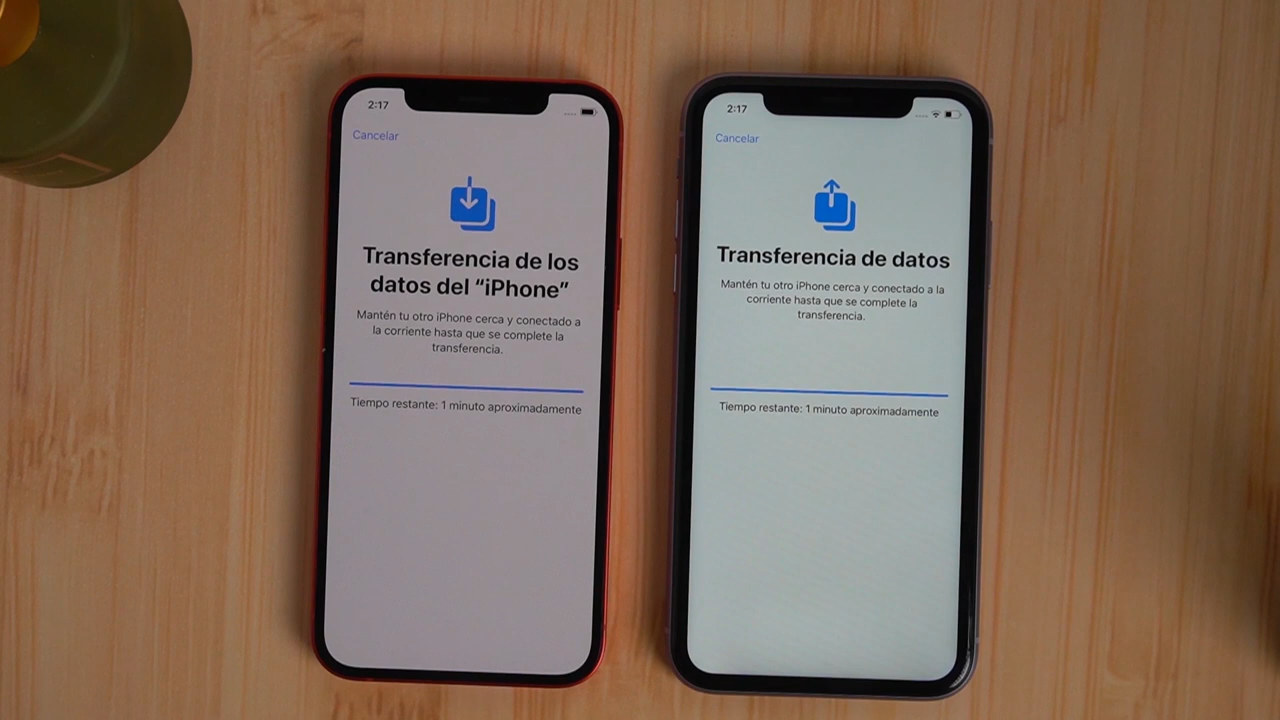 2:17
Cancelar
Transferencia de los
datos del “iPhone”
Mantén tu otro iPhone cerca y conectado a
la corriente hasta que se complete la
transferencia.
Tiempo restante: 1 minuto aproximadamente
2:17
Cancelar
Transferencia de datos
Mantén tu otro iPhone cerca y conectado a la
corriente hasta que se complete la
transferencia.
Tiempo restante: 1 minuto aproximadamente